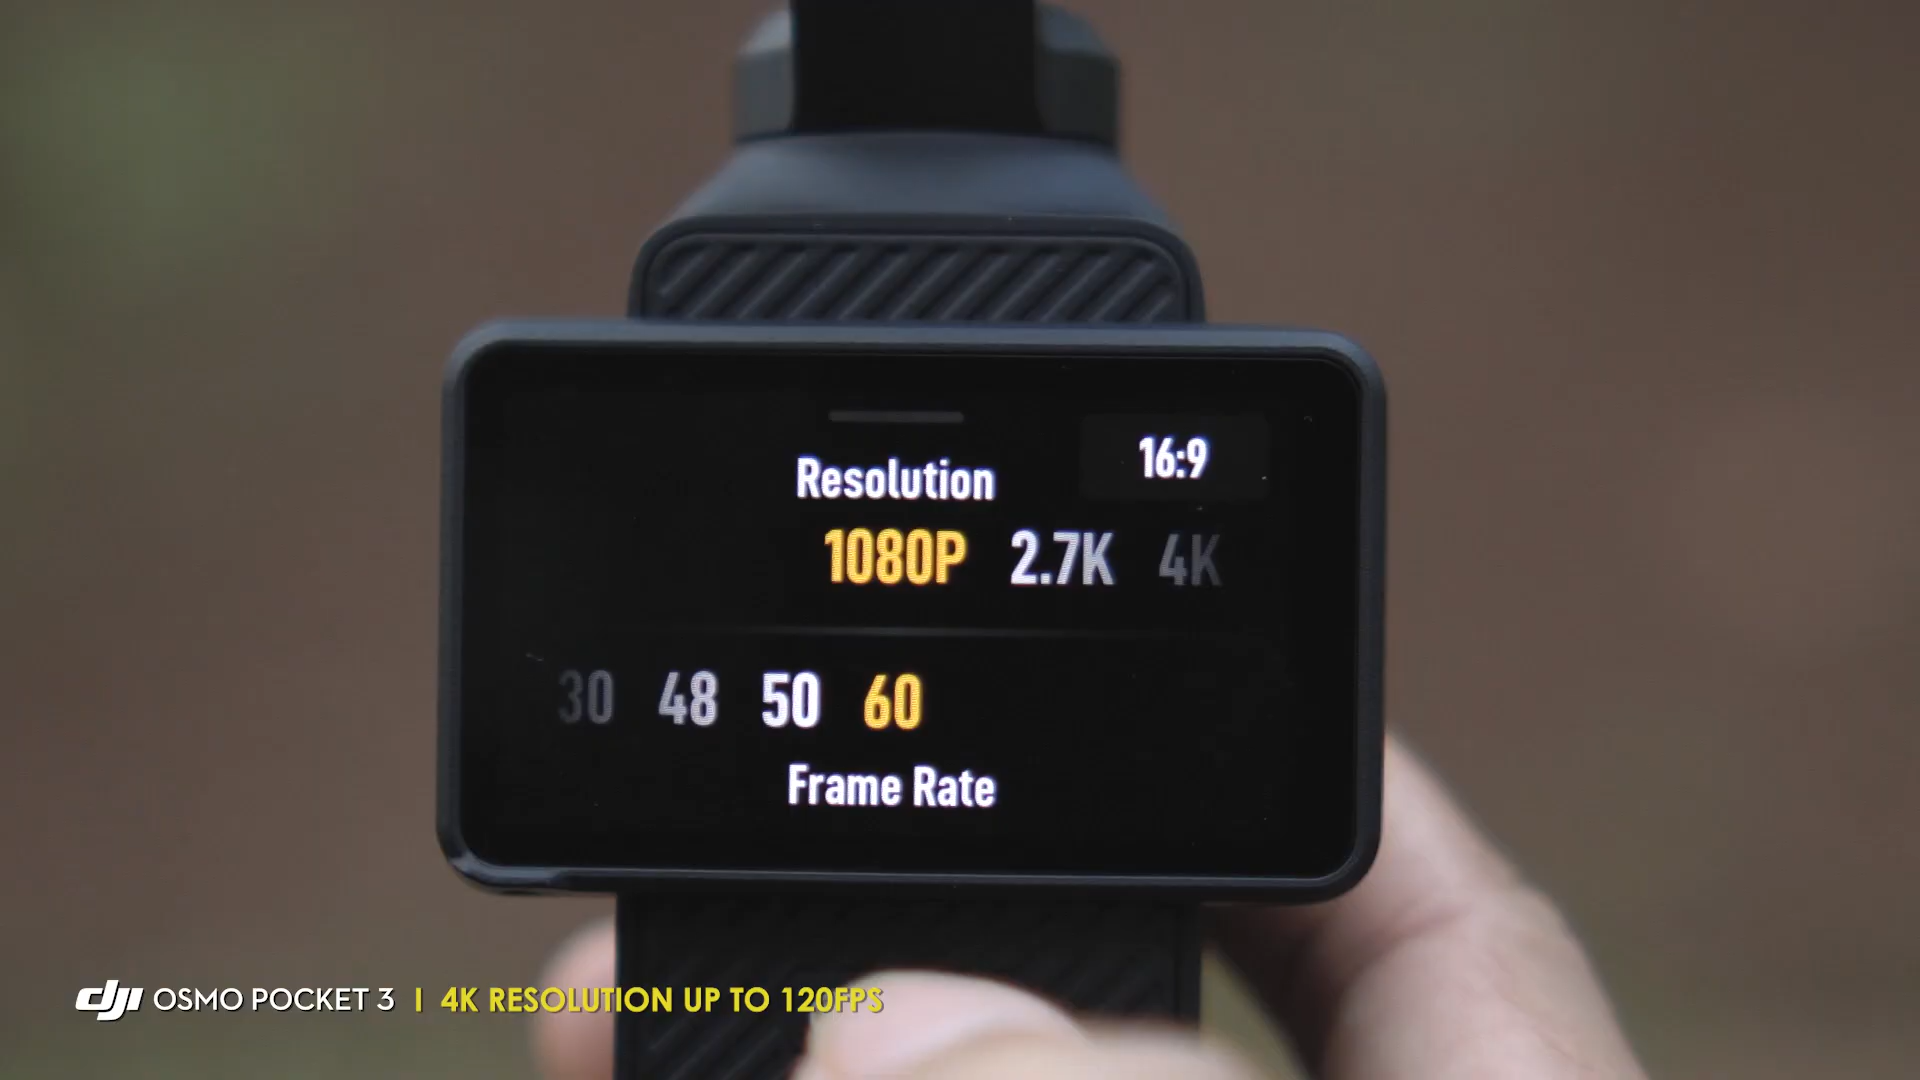 16:9
Resolution
1080P 2.7K 4K
30 48 50 60
Frame Rate
dji OSMO POCKET 3 | 4K RESOLUTION UP TO 120FPS